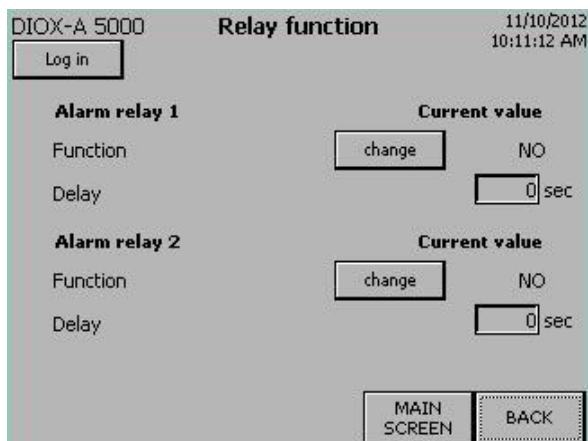 DIOX-A 5000 Relay function 11/10/2012
Log in 10:11:12 AM
Alarm relay 1 Current value
Function change NO
Delay 0 sec
Alarm relay 2 Current value
Function change NO
Delay 0 sec
MAIN
SCREEN
BACK